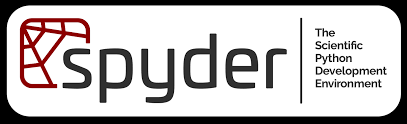 spyder
The
Scientific
Python
Development
Environment